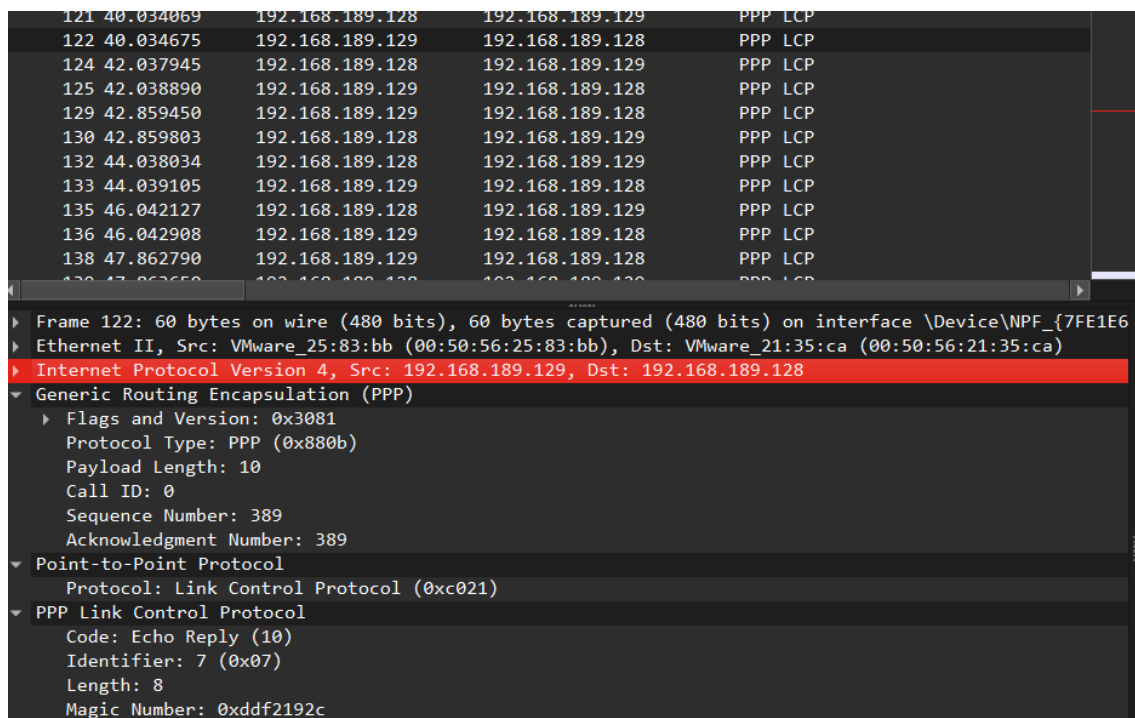 121 40.034069 192.168.189.128 192.168.189.129 PPP LCP
122 40.034675 192.168.189.129 192.168.189.128 PPP LCP
124 42.037945 192.168.189.128 192.168.189.129 PPP LCP
125 42.038890 192.168.189.129 192.168.189.128 PPP LCP
129 42.859450 192.168.189.129 192.168.189.128 PPP LCP
130 42.859803 192.168.189.128 192.168.189.129 PPP LCP
132 44.038034 192.168.189.128 192.168.189.129 PPP LCP
133 44.039105 192.168.189.129 192.168.189.128 PPP LCP
135 46.042127 192.168.189.128 192.168.189.129 PPP LCP
136 46.042908 192.168.189.129 192.168.189.128 PPP LCP
138 47.862790 192.168.189.129 192.168.189.128 PPP LCP
Frame 122: 60 bytes on wire (480 bits), 60 bytes captured (480 bits) on interface \Device\NPF_{7FE1E6
Ethernet II, Src: VMware_25:83:bb (00:50:56:25:83:bb), Dst: VMware_21:35:ca (00:50:56:21:35:ca)
Internet Protocol Version 4, Src: 192.168.189.129, Dst: 192.168.189.128
Generic Routing Encapsulation (PPP)
Flags and Version: 0x3081
Protocol Type: PPP (0x880b)
Payload Length: 10
Call ID: 0
Sequence Number: 389
Acknowledgment Number: 389
Point-to-Point Protocol
Protocol: Link Control Protocol (0xc021)
PPP Link Control Protocol
Code: Echo Reply (10)
Identifier: 7 (0x07)
Length: 8
Magic Number: 0xddf2192c